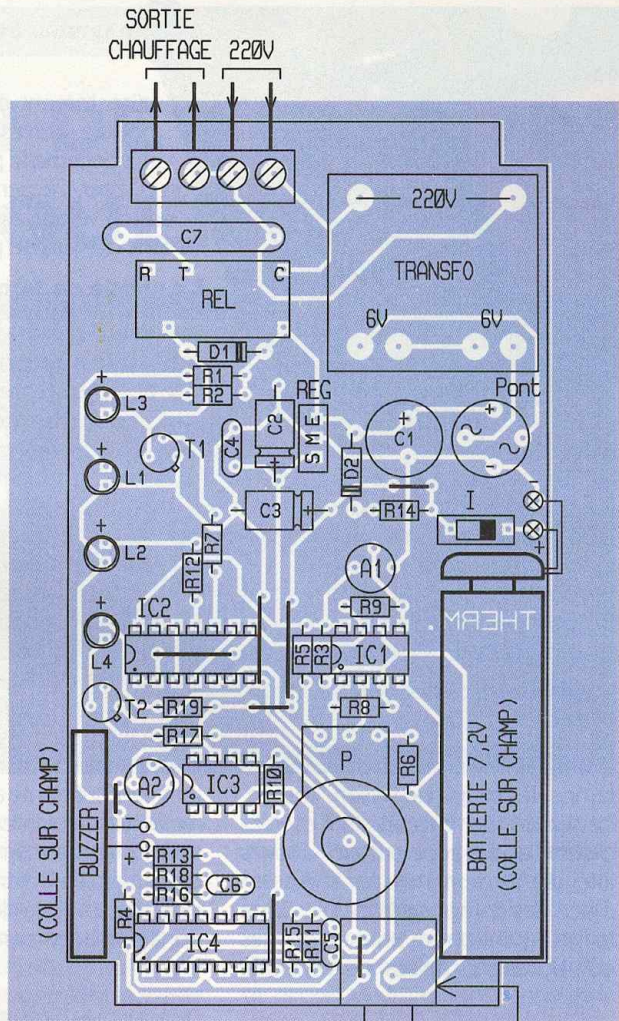 SORTIE
CHAUFFAGE 220V
C7
220V
TRANSFO
R T C
REL
6V 6V
D1
R1
R2
REG
Pont
+
L3
T1
C4
C2
S M E
+
C1
+
~
~
-
+
L1
D2
C3
R14
I
-
+
+
L2
R12
R7
A1
R9
THERM.
IC2
+
L4
R5
R3
IC1
T2
R19
R8
R17
P
R6
A2
IC3
R10
BUZZER
(COLLE SUR CHAMP)
-
+
BATTERIE 7,2V
(COLLE SUR CHAMP)
R13
R18
R16
C6
R4
IC4
R15
R11
C5